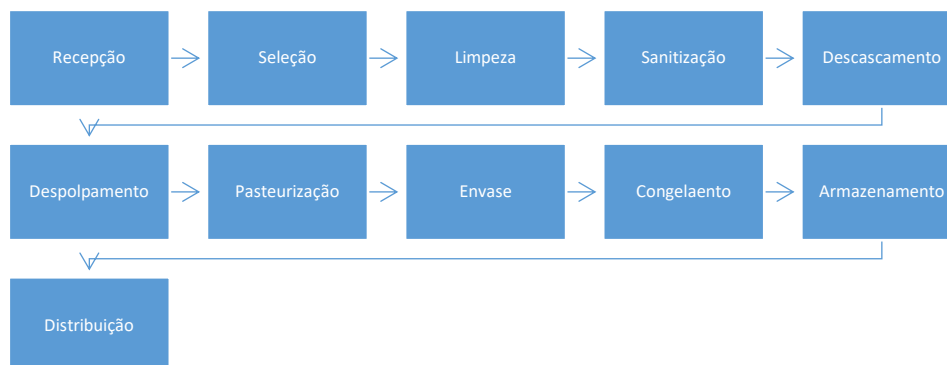 Recepção
Seleção
Limpeza
Sanitização
Descascamento
Despolpamento
Pasteurização
Envase
Congelaento
Armazenamento
Distribuição